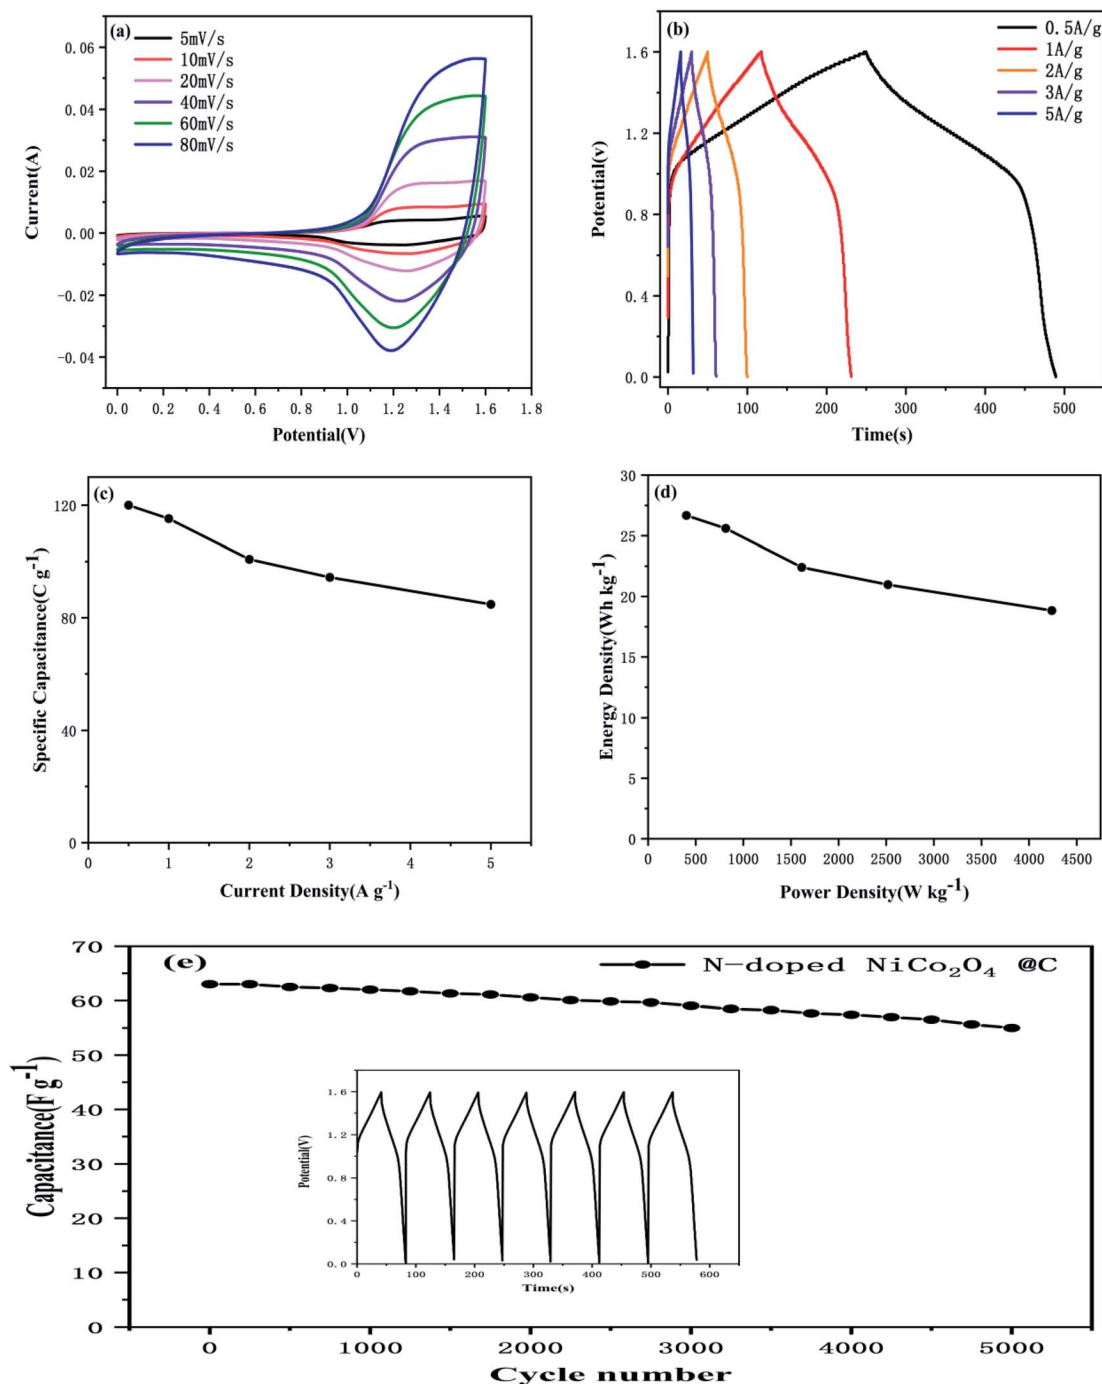 (a)
5mV/s
10mV/s
20mV/s
40mV/s
60mV/s
80mV/s
0.06
0.04
0.02
0.00
-0.02
-0.04
Current(A)
0.0 0.2 0.4 0.6 0.8 1.0 1.2 1.4 1.6 1.8
Potential(V)
(b)
0.5A/g
1A/g
2A/g
3A/g
5A/g
1.6
1.2
0.8
0.4
0.0
Potential(v)
0 100 200 300 400 500
Time(s)
(c)
120
80
40
0
Specific Capacitance(C g⁻¹)
0 1 2 3 4 5
Current Density(A g⁻¹)
(d)
30
25
20
15
10
5
0
Energy Density(Wh kg⁻¹)
0 500 1000 1500 2000 2500 3000 3500 4000 4500
Power Density(W kg⁻¹)
(e)
N-doped NiCo₂O₄ @C
70
60
50
40
30
20
10
0
Capacitance(F g⁻¹)
1.6
1.2
0.8
0.4
0.0
Potential(V)
0 100 200 300 400 500 600
Time(s)
0 1000 2000 3000 4000 5000
Cycle number